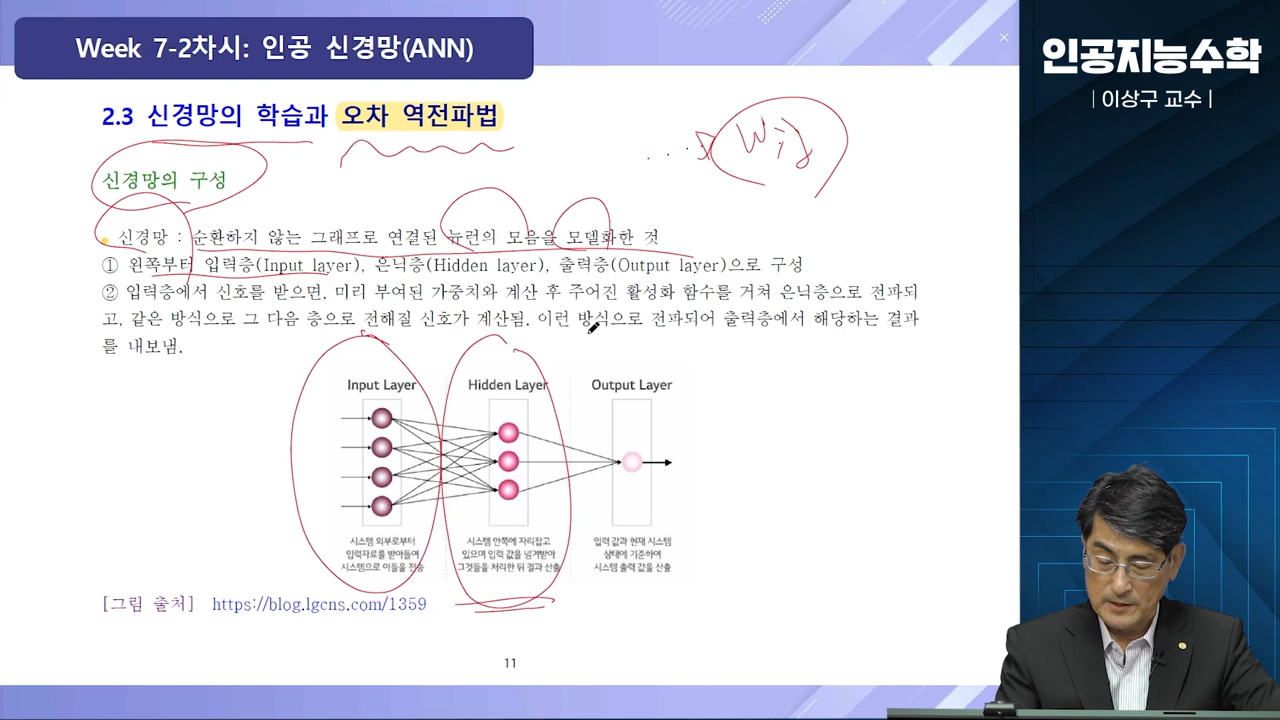 Week 7-2차시: 인공 신경망(ANN)
인공지능수학
| 이상구 교수 |
2.3 신경망의 학습과 오차 역전파법
신경망의 구성
신경망 : 순환하지 않는 그래프로 연결된 뉴런의 모음을 모델화한 것
① 왼쪽부터 입력층(Input layer), 은닉층(Hidden layer), 출력층(Output layer)으로 구성
② 입력층에서 신호를 받으면, 미리 부여된 가중치와 계산 후 주어진 활성화 함수를 거쳐 은닉층으로 전파되
고, 같은 방식으로 그 다음 층으로 전해질 신호가 계산됨. 이런 방식으로 전파되어 출력층에서 해당하는 결과
를 내보냄.
Input Layer
Hidden Layer
Output Layer
시스템 외부로부터
입력자료를 받아들여
시스템으로 이들을 전송
시스템 안쪽에 자리잡고
있으며 입력 값을 넘겨받아
그것들을 처리한 뒤 결과 산출
입력 값과 현재 시스템
상태에 기준하여
시스템 출력 값을 산출
[그림 출처] https://blog.lgcns.com/1359
11